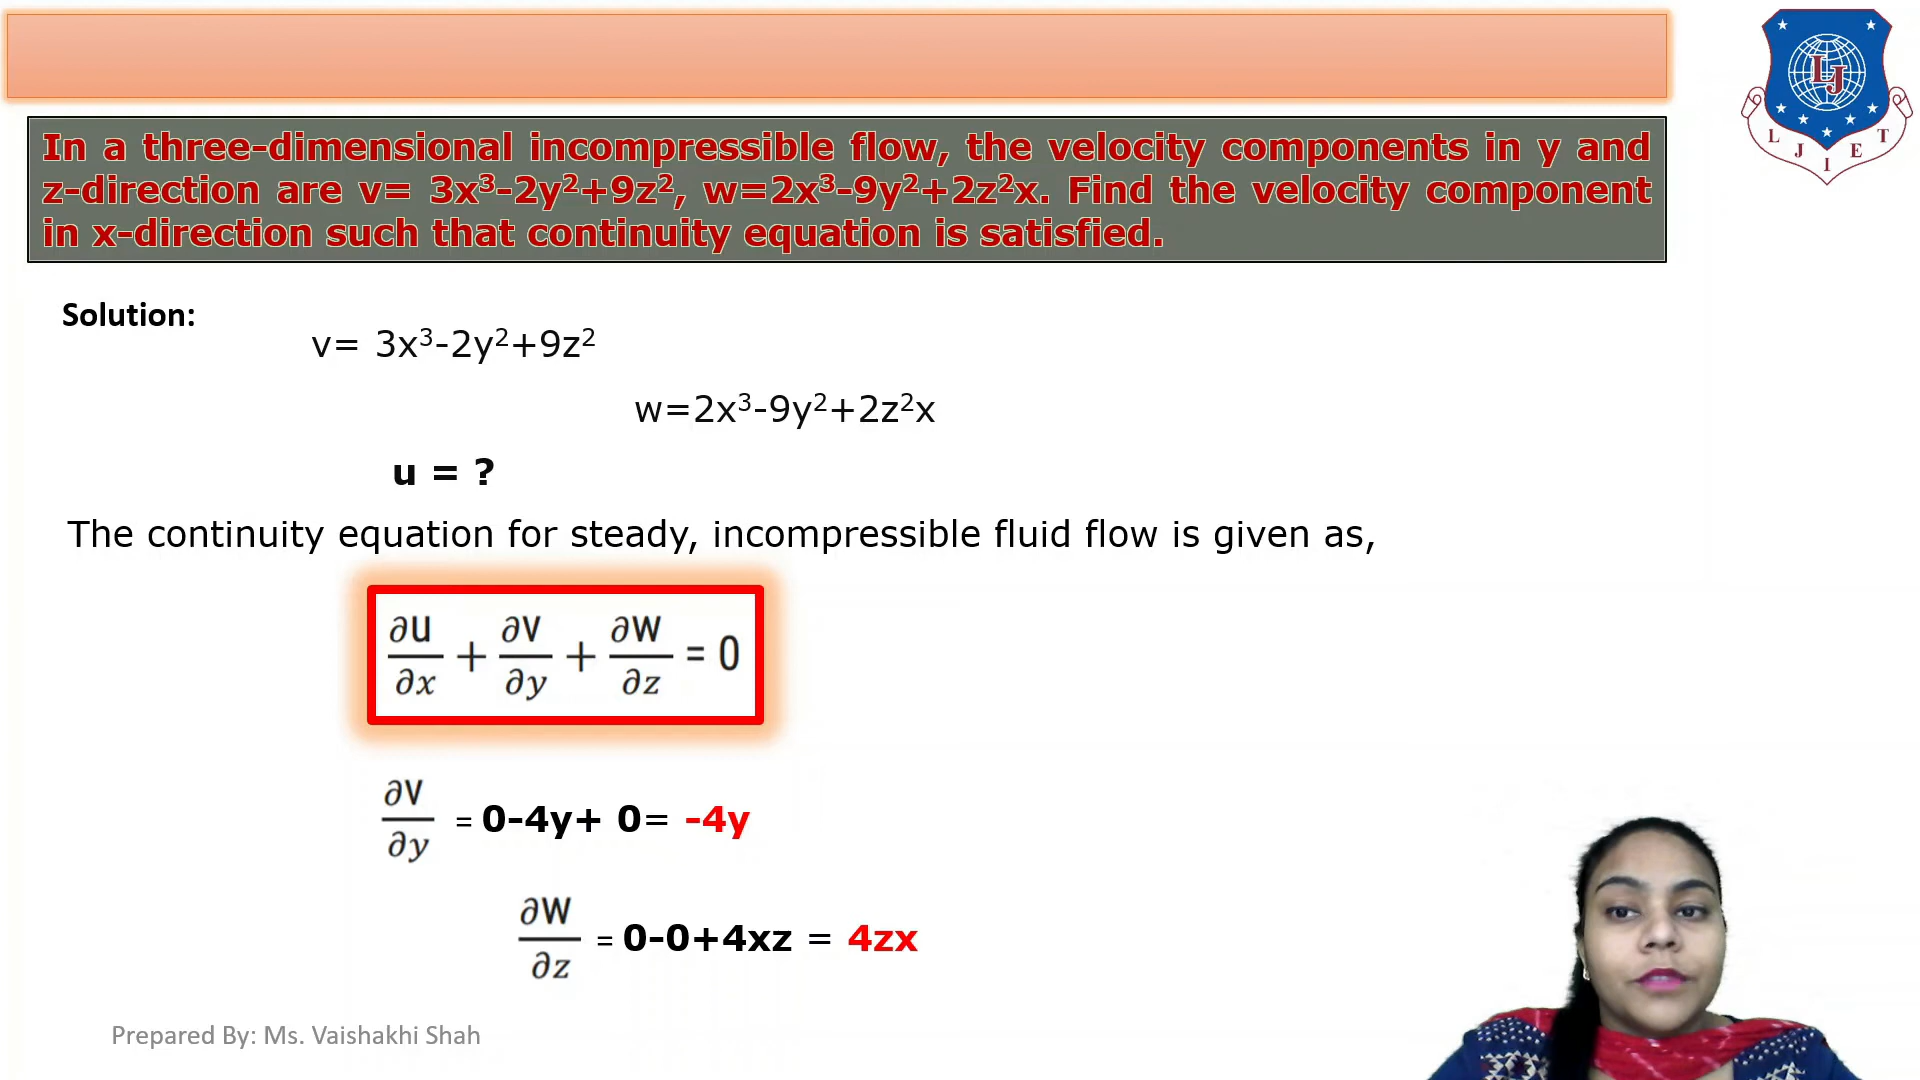 In a three-dimensional incompressible flow, the velocity components in y and
z-direction are v= 3x³-2y²+9z², w=2x³-9y²+2z²x. Find the velocity component
in x-direction such that continuity equation is satisfied.
Solution:
v= 3x³-2y²+9z²
w=2x³-9y²+2z²x
u = ?
The continuity equation for steady, incompressible fluid flow is given as,
∂u/∂x + ∂v/∂y + ∂w/∂z = 0
∂v/∂y = 0-4y+ 0= -4y
∂w/∂z = 0-0+4xz = 4zx
Prepared By: Ms. Vaishakhi Shah
LJ
L J I E T